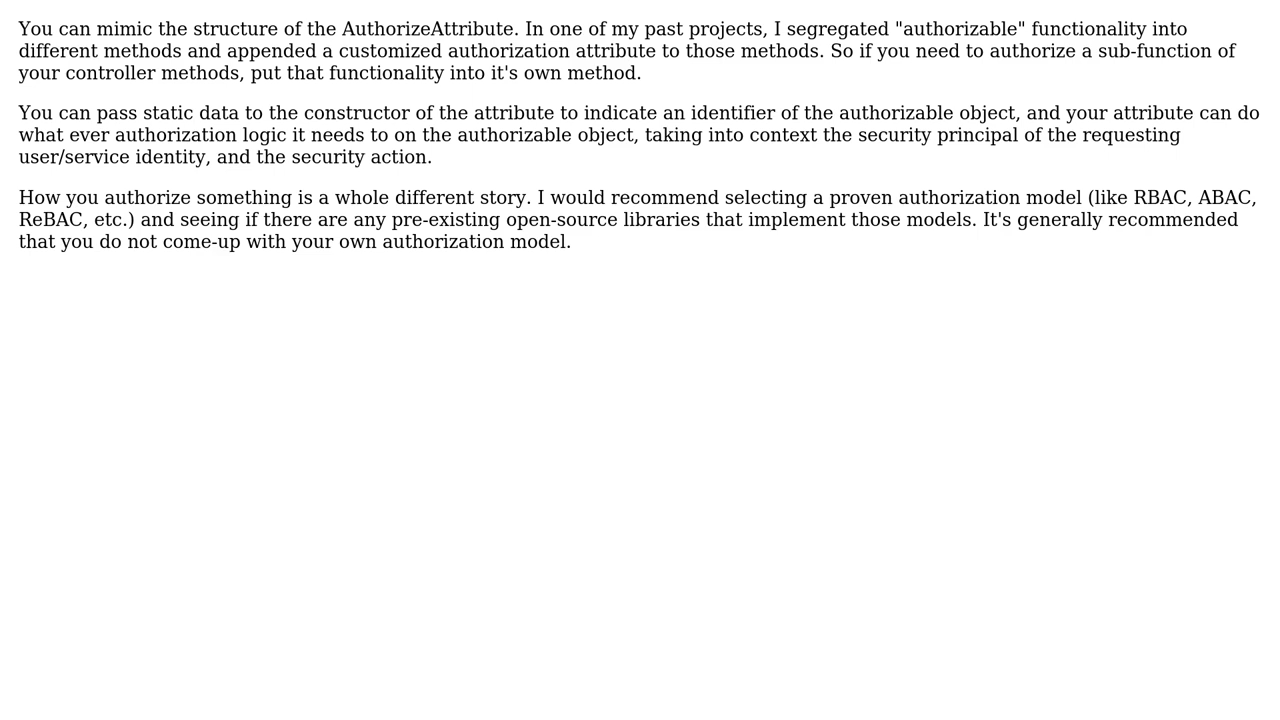 You can mimic the structure of the AuthorizeAttribute. In one of my past projects, I segregated "authorizable" functionality into
different methods and appended a customized authorization attribute to those methods. So if you need to authorize a sub-function of
your controller methods, put that functionality into it's own method.
You can pass static data to the constructor of the attribute to indicate an identifier of the authorizable object, and your attribute can do
what ever authorization logic it needs to on the authorizable object, taking into context the security principal of the requesting
user/service identity, and the security action.
How you authorize something is a whole different story. I would recommend selecting a proven authorization model (like RBAC, ABAC,
ReBAC, etc.) and seeing if there are any pre-existing open-source libraries that implement those models. It's generally recommended
that you do not come-up with your own authorization model.